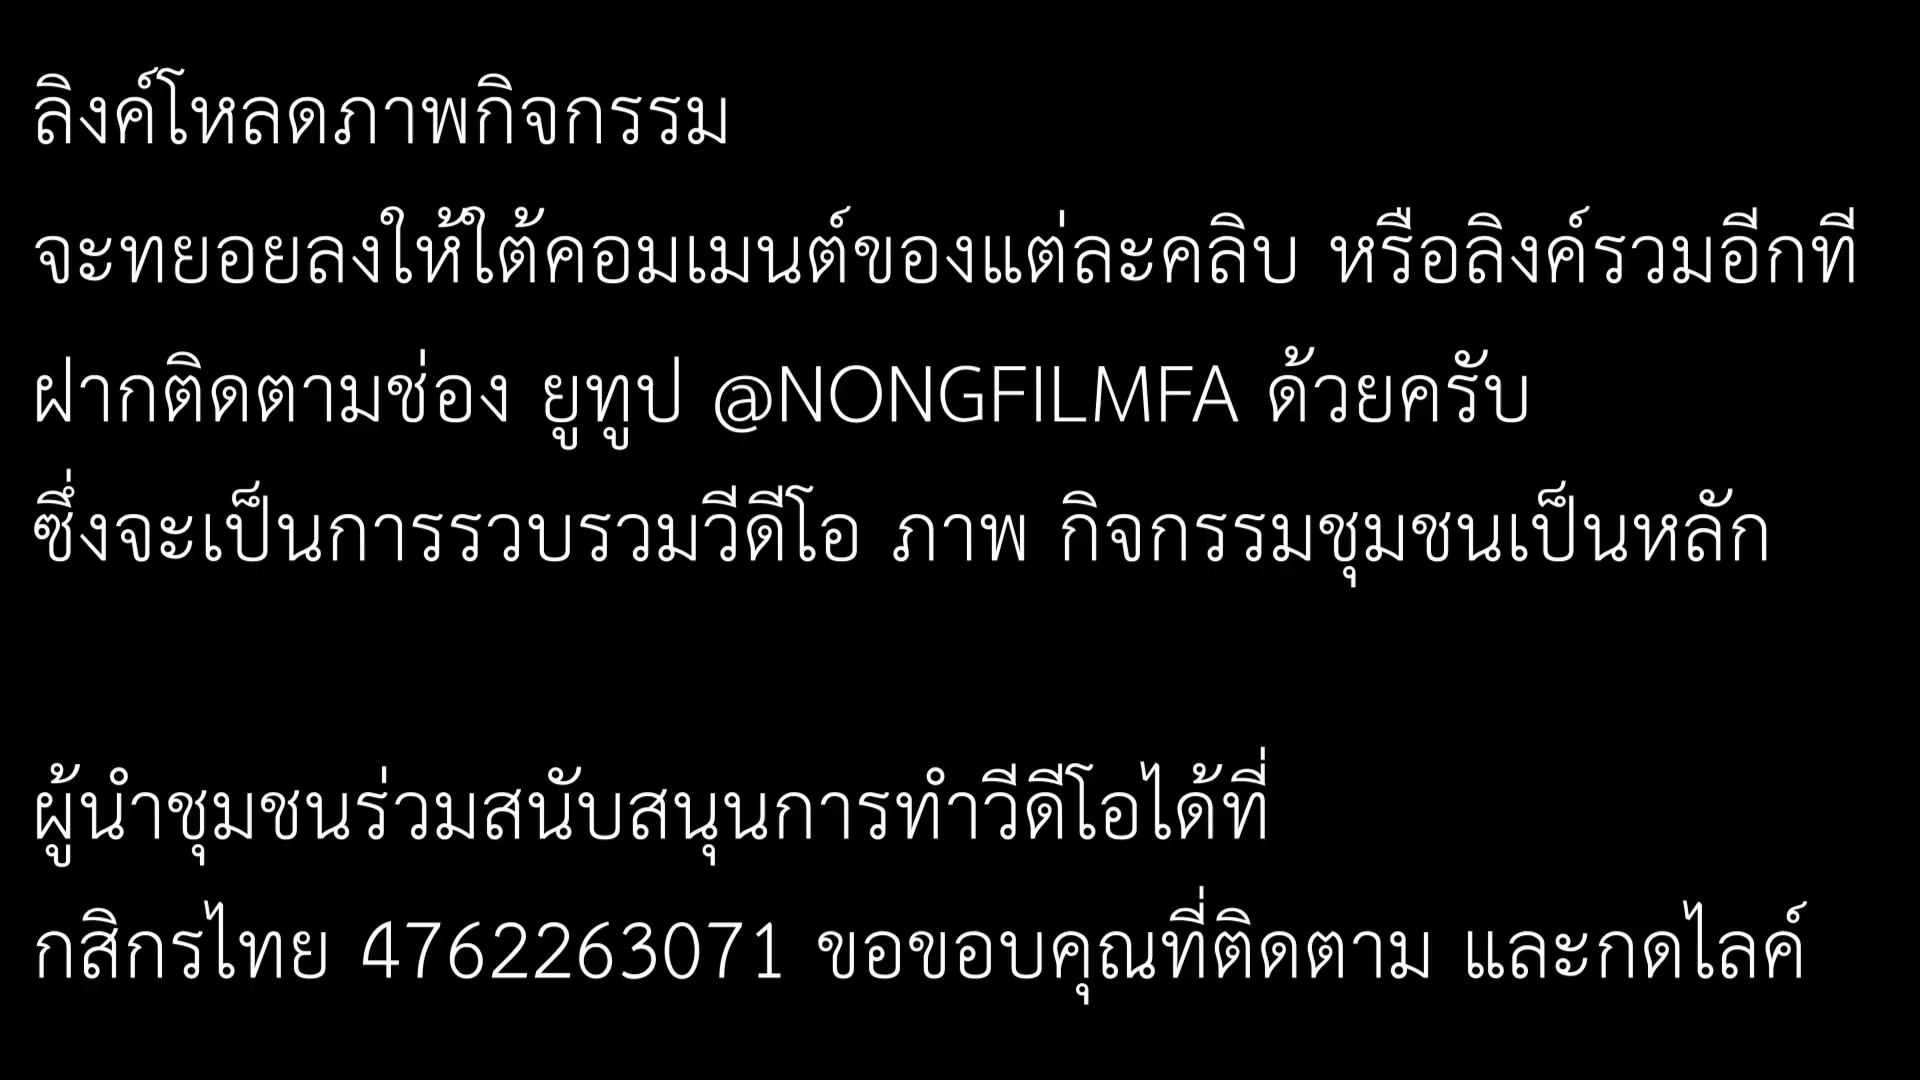 ลิงค์โหลดภาพกิจกรรม
จะทยอยลงให้ใต้คอมเมนต์ของแต่ละคลิบ หรือลิงค์รวมอีกที
ฝากติดตามช่อง ยูทูป @NONGFILMFA ด้วยครับ
ซึ่งจะเป็นการรวบรวมวีดีโอ ภาพ กิจกรรมชุมชนเป็นหลัก
ผู้นำชุมชนร่วมสนับสนุนการทำวีดีโอได้ที่
กสิกรไทย 4762263071 ขอขอบคุณที่ติดตาม และกดไลค์